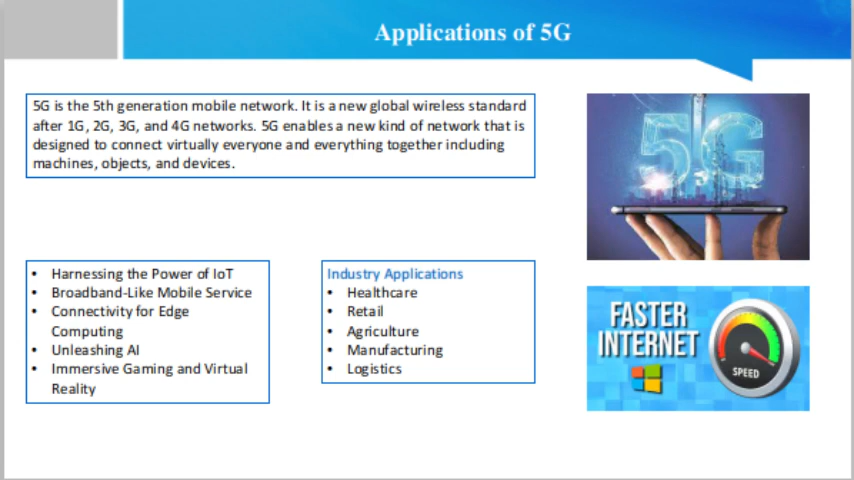 Applications of 5G
5G is the 5th generation mobile network. It is a new global wireless standard
after 1G, 2G, 3G, and 4G networks. 5G enables a new kind of network that is
designed to connect virtually everyone and everything together including
machines, objects, and devices.
5G
• Harnessing the Power of IoT
• Broadband-Like Mobile Service
• Connectivity for Edge
Computing
• Unleashing AI
• Immersive Gaming and Virtual
Reality
Industry Applications
• Healthcare
• Retail
• Agriculture
• Manufacturing
• Logistics
FASTER
INTERNET
SPEED